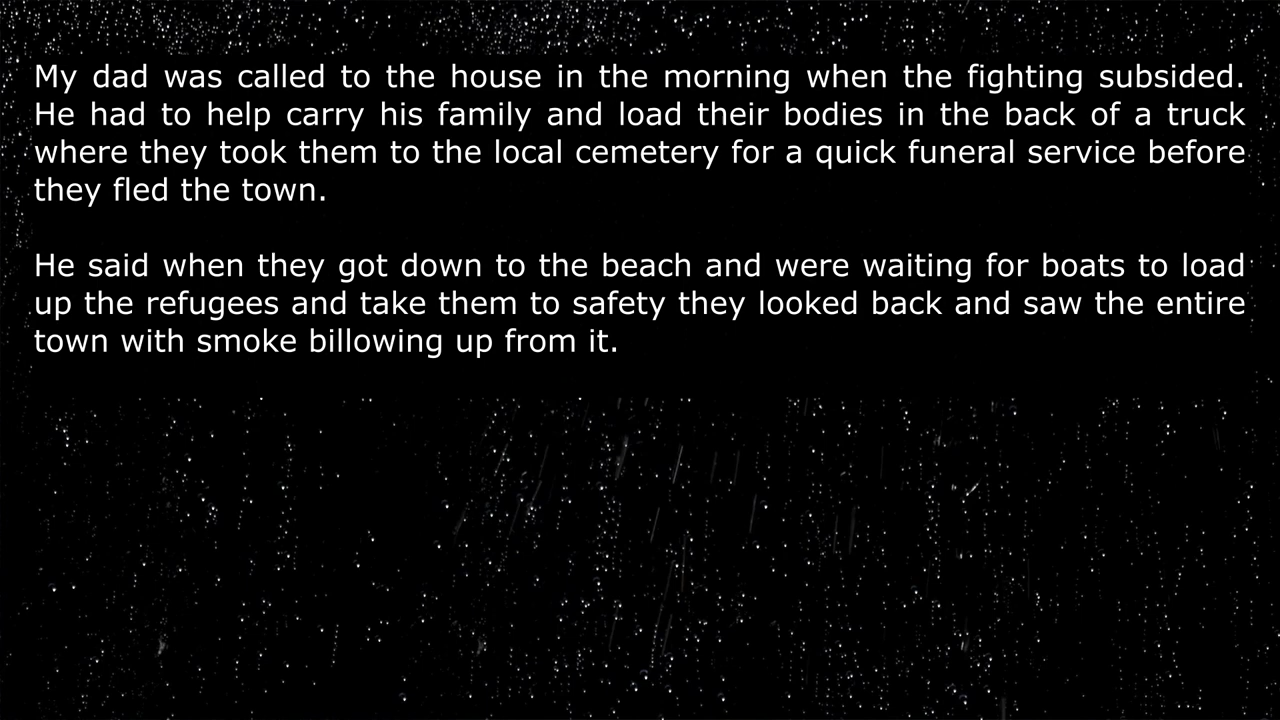 My dad was called to the house in the morning when the fighting subsided.
He had to help carry his family and load their bodies in the back of a truck
where they took them to the local cemetery for a quick funeral service before
they fled the town.
He said when they got down to the beach and were waiting for boats to load
up the refugees and take them to safety they looked back and saw the entire
town with smoke billowing up from it.